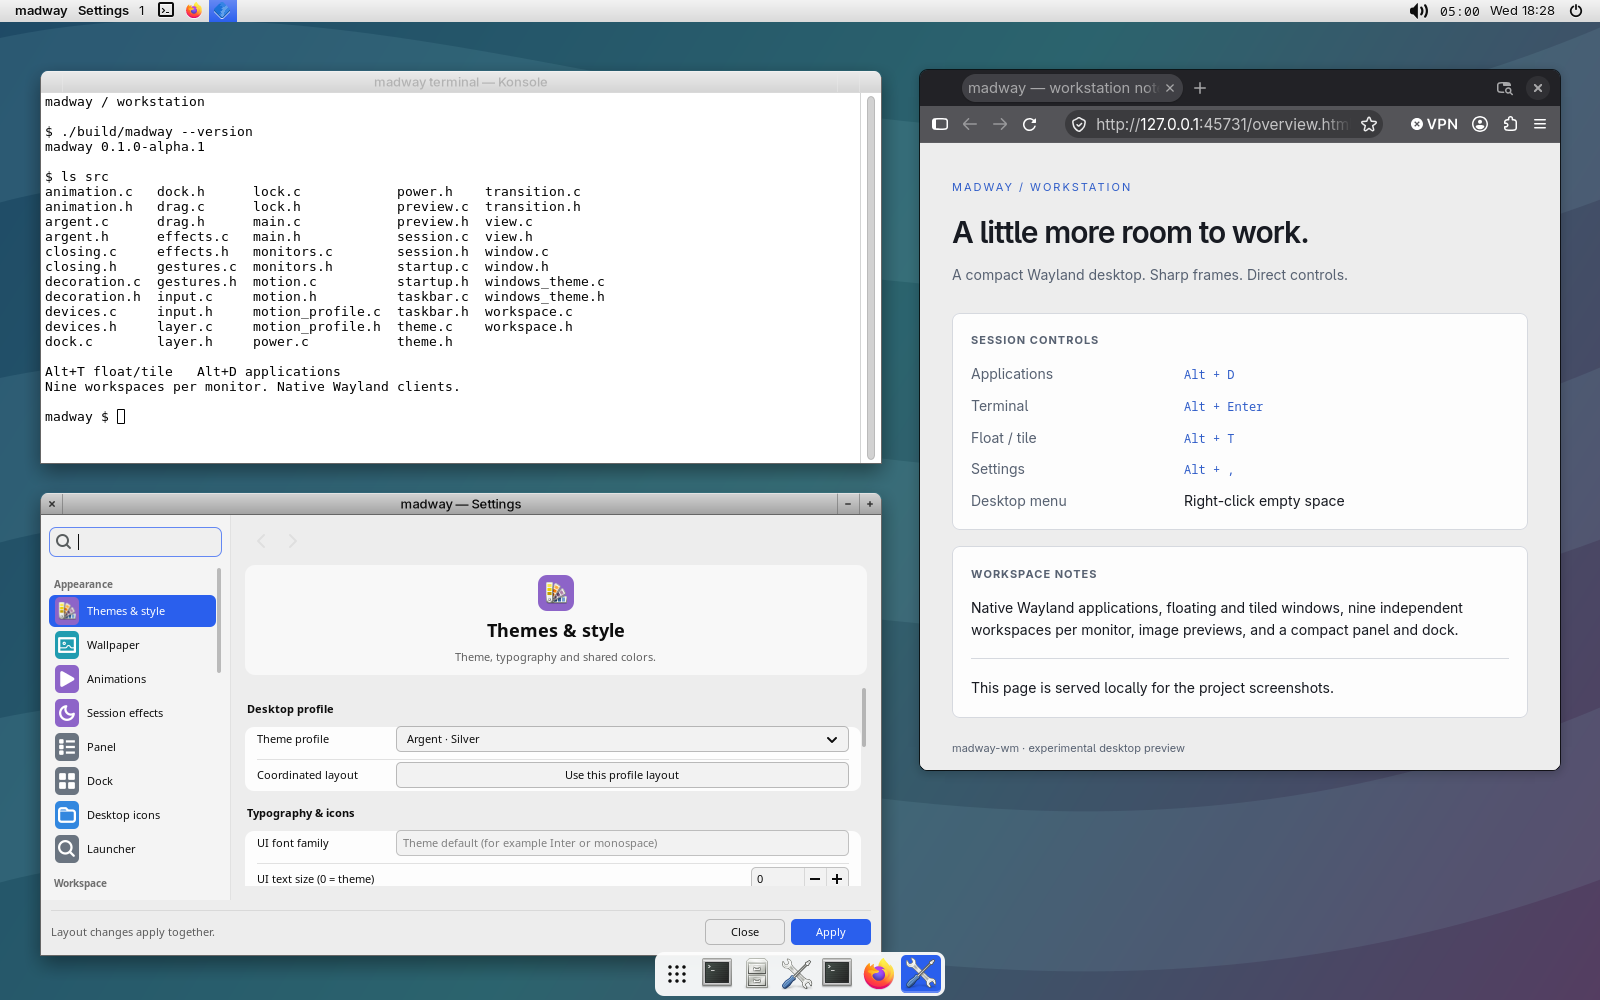 madway Settings 1
05:00 Wed 18:28
madway terminal — Konsole
madway / workstation
$ ./build/madway --version
madway 0.1.0-alpha.1
$ ls src
animation.c dock.h lock.c power.h transition.c
animation.h drag.c lock.h preview.c transition.h
argent.c drag.h main.c preview.h view.c
argent.h effects.c main.h session.c view.h
closing.c effects.h monitors.c session.h window.c
closing.h gestures.c monitors.h startup.c window.h
decoration.c gestures.h motion.c startup.h windows_theme.c
decoration.h input.c motion.h taskbar.c windows_theme.h
devices.c input.h motion_profile.c taskbar.h workspace.c
devices.h layer.c motion_profile.h theme.c workspace.h
dock.c layer.h power.c theme.h
Alt+T float/tile Alt+D applications
Nine workspaces per monitor. Native Wayland clients.
madway $
madway — Settings
Appearance
Themes & style
Wallpaper
Animations
Session effects
Panel
Dock
Desktop icons
Launcher
Workspace
Themes & style
Theme, typography and shared colors.
Desktop profile
Theme profile Argent · Silver
Coordinated layout Use this profile layout
Typography & icons
UI font family Theme default (for example Inter or monospace)
UI text size (0 = theme) 0
Layout changes apply together. Close Apply
madway — workstation not
http://127.0.0.1:45731/overview.htm VPN
MADWAY / WORKSTATION
A little more room to work.
A compact Wayland desktop. Sharp frames. Direct controls.
SESSION CONTROLS
Applications Alt + D
Terminal Alt + Enter
Float / tile Alt + T
Settings Alt + ,
Desktop menu Right-click empty space
WORKSPACE NOTES
Native Wayland applications, floating and tiled windows, nine independent
workspaces per monitor, image previews, and a compact panel and dock.
This page is served locally for the project screenshots.
madway-wm · experimental desktop preview